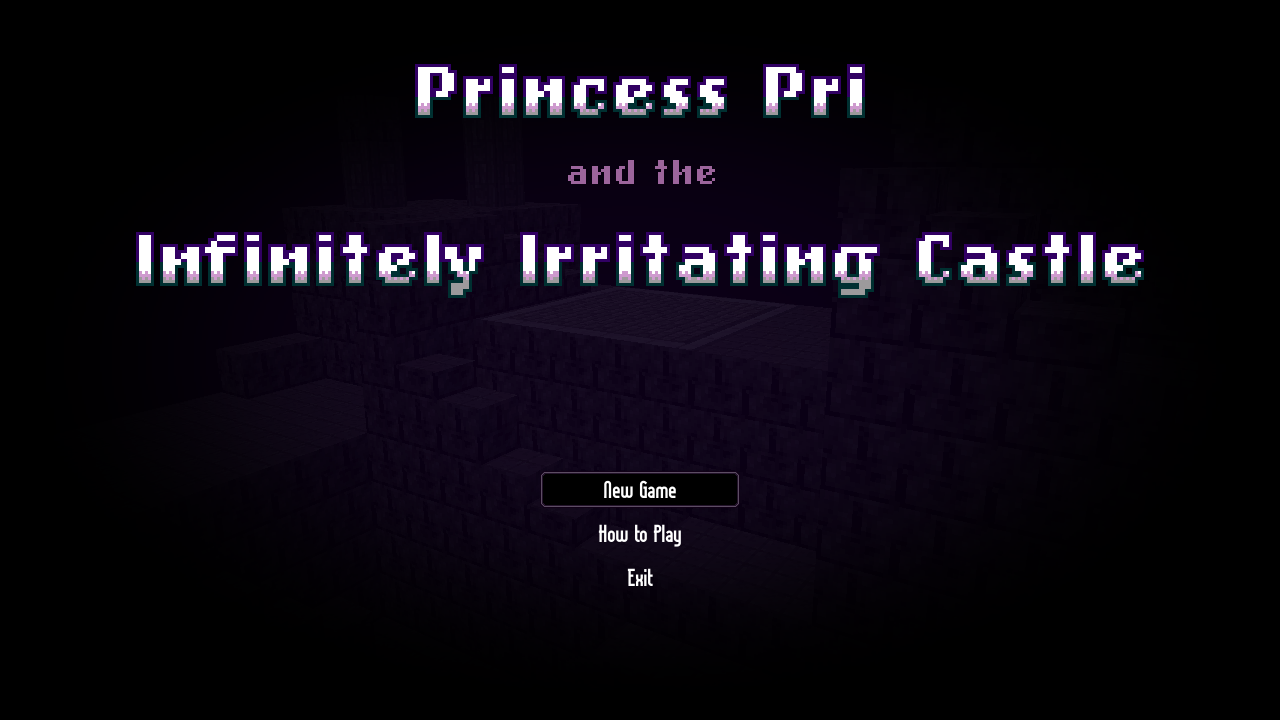 Princess Pri
and the
Infinitely Irritating Castle
New Game
How to Play
Exit